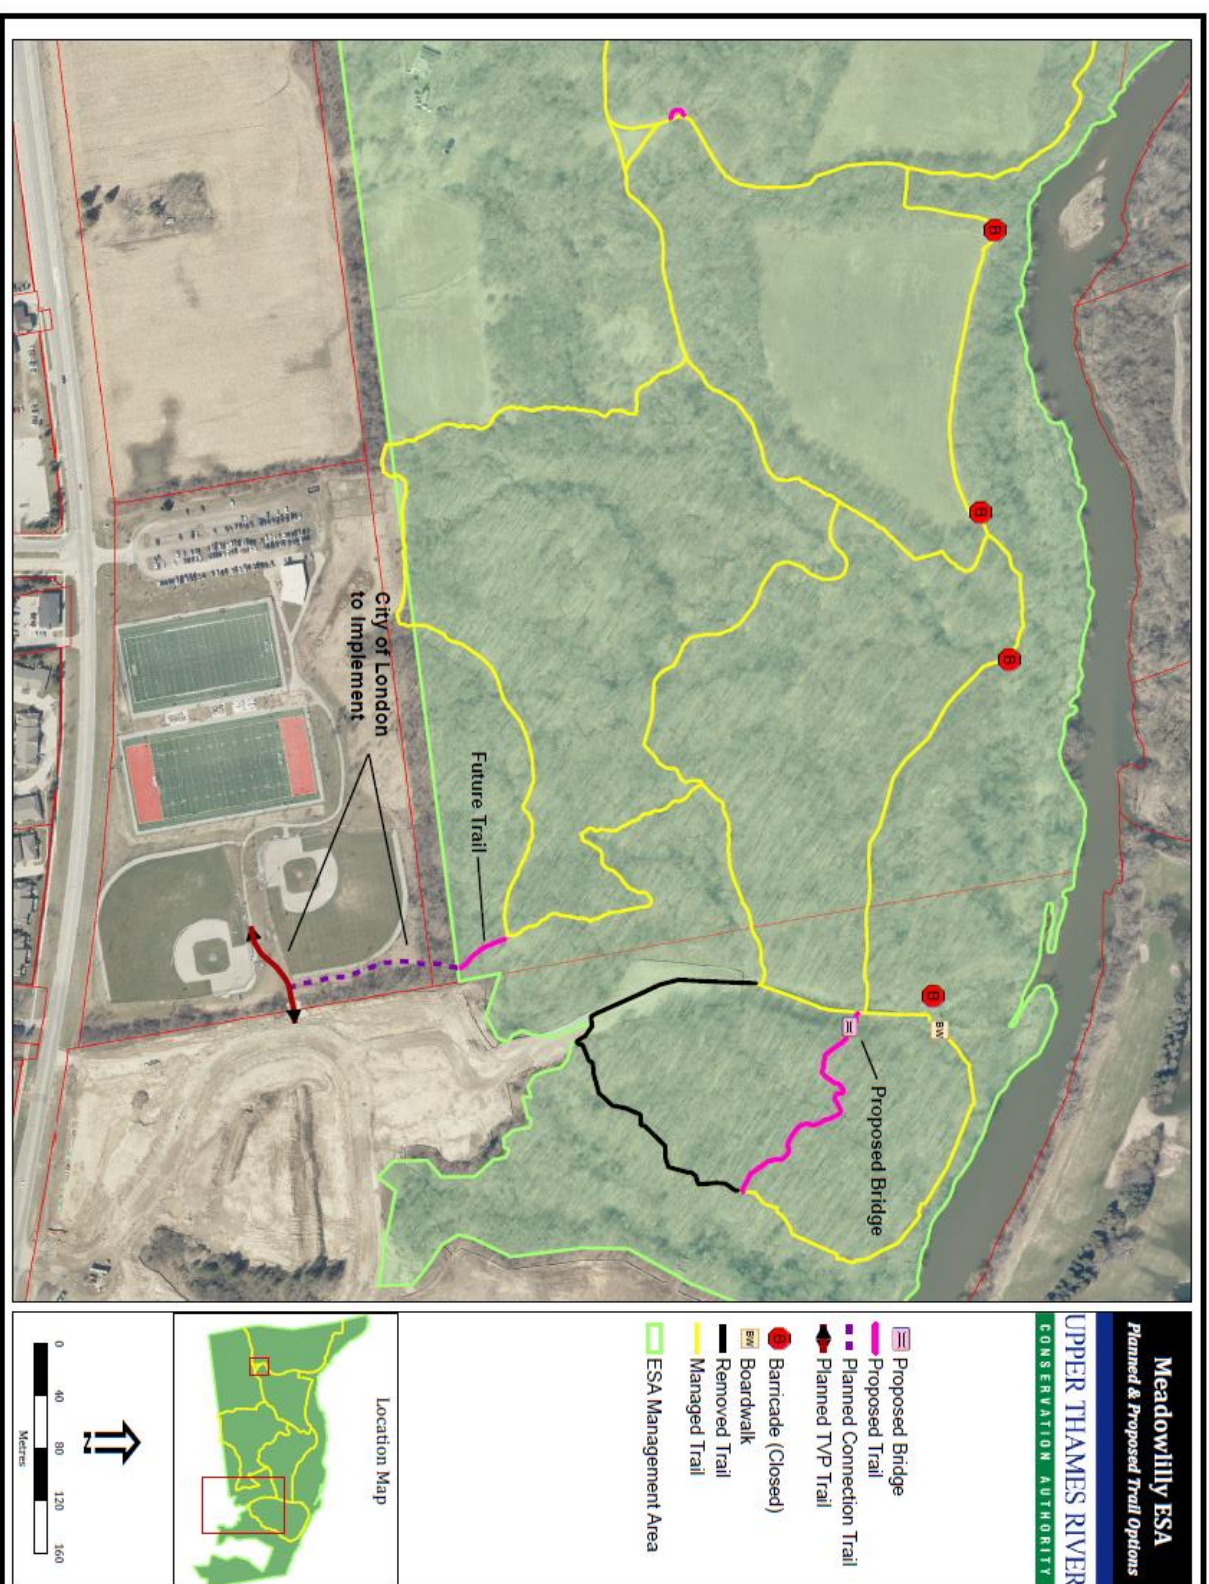 Meadowlilly ESA
Planned & Proposed Trail Options
UPPER THAMES RIVER
CONSERVATION AUTHORITY
Proposed Bridge
Proposed Trail
Planned Connection Trail
Planned TVP Trail
B Barricade (Closed)
BW Boardwalk
Removed Trail
Managed Trail
ESA Management Area
Location Map
N
0 40 80 120 160
Metres
B
B
B
B
BW
Proposed Bridge
Future Trail
City of London
to Implement